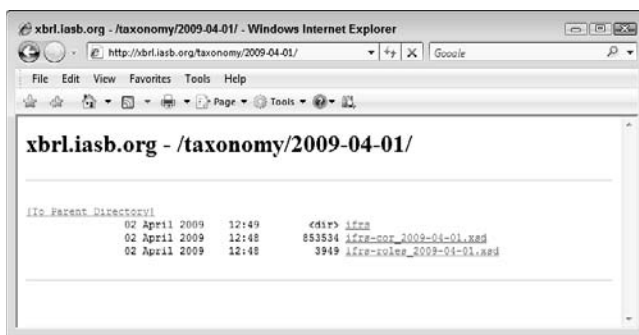 xbrl.iasb.org - /taxonomy/2009-04-01/ - Windows Internet Explorer
http://xbrl.iasb.org/taxonomy/2009-04-01/ Google
File Edit View Favorites Tools Help
Page Tools
xbrl.iasb.org - /taxonomy/2009-04-01/
[To Parent Directory]
02 April 2009 12:49 <dir> ifrs
02 April 2009 12:48 853534 ifrs-cor_2009-04-01.xsd
02 April 2009 12:48 3949 ifrs-roles_2009-04-01.xsd